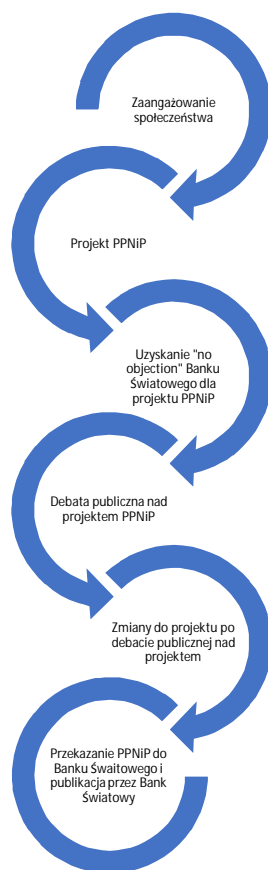 Zaangażowanie
społeczeństwa
Projekt PPNiP
Uzyskanie "no
objection" Banku
Światowego dla
projektu PPNiP
Debata publiczna nad
projektem PPNiP
Zmiany do projektu po
debacie publicznej nad
projektem
Przekazanie PPNiP do
Banku Śwaitowego i
publikacja przez Bank
Światowy